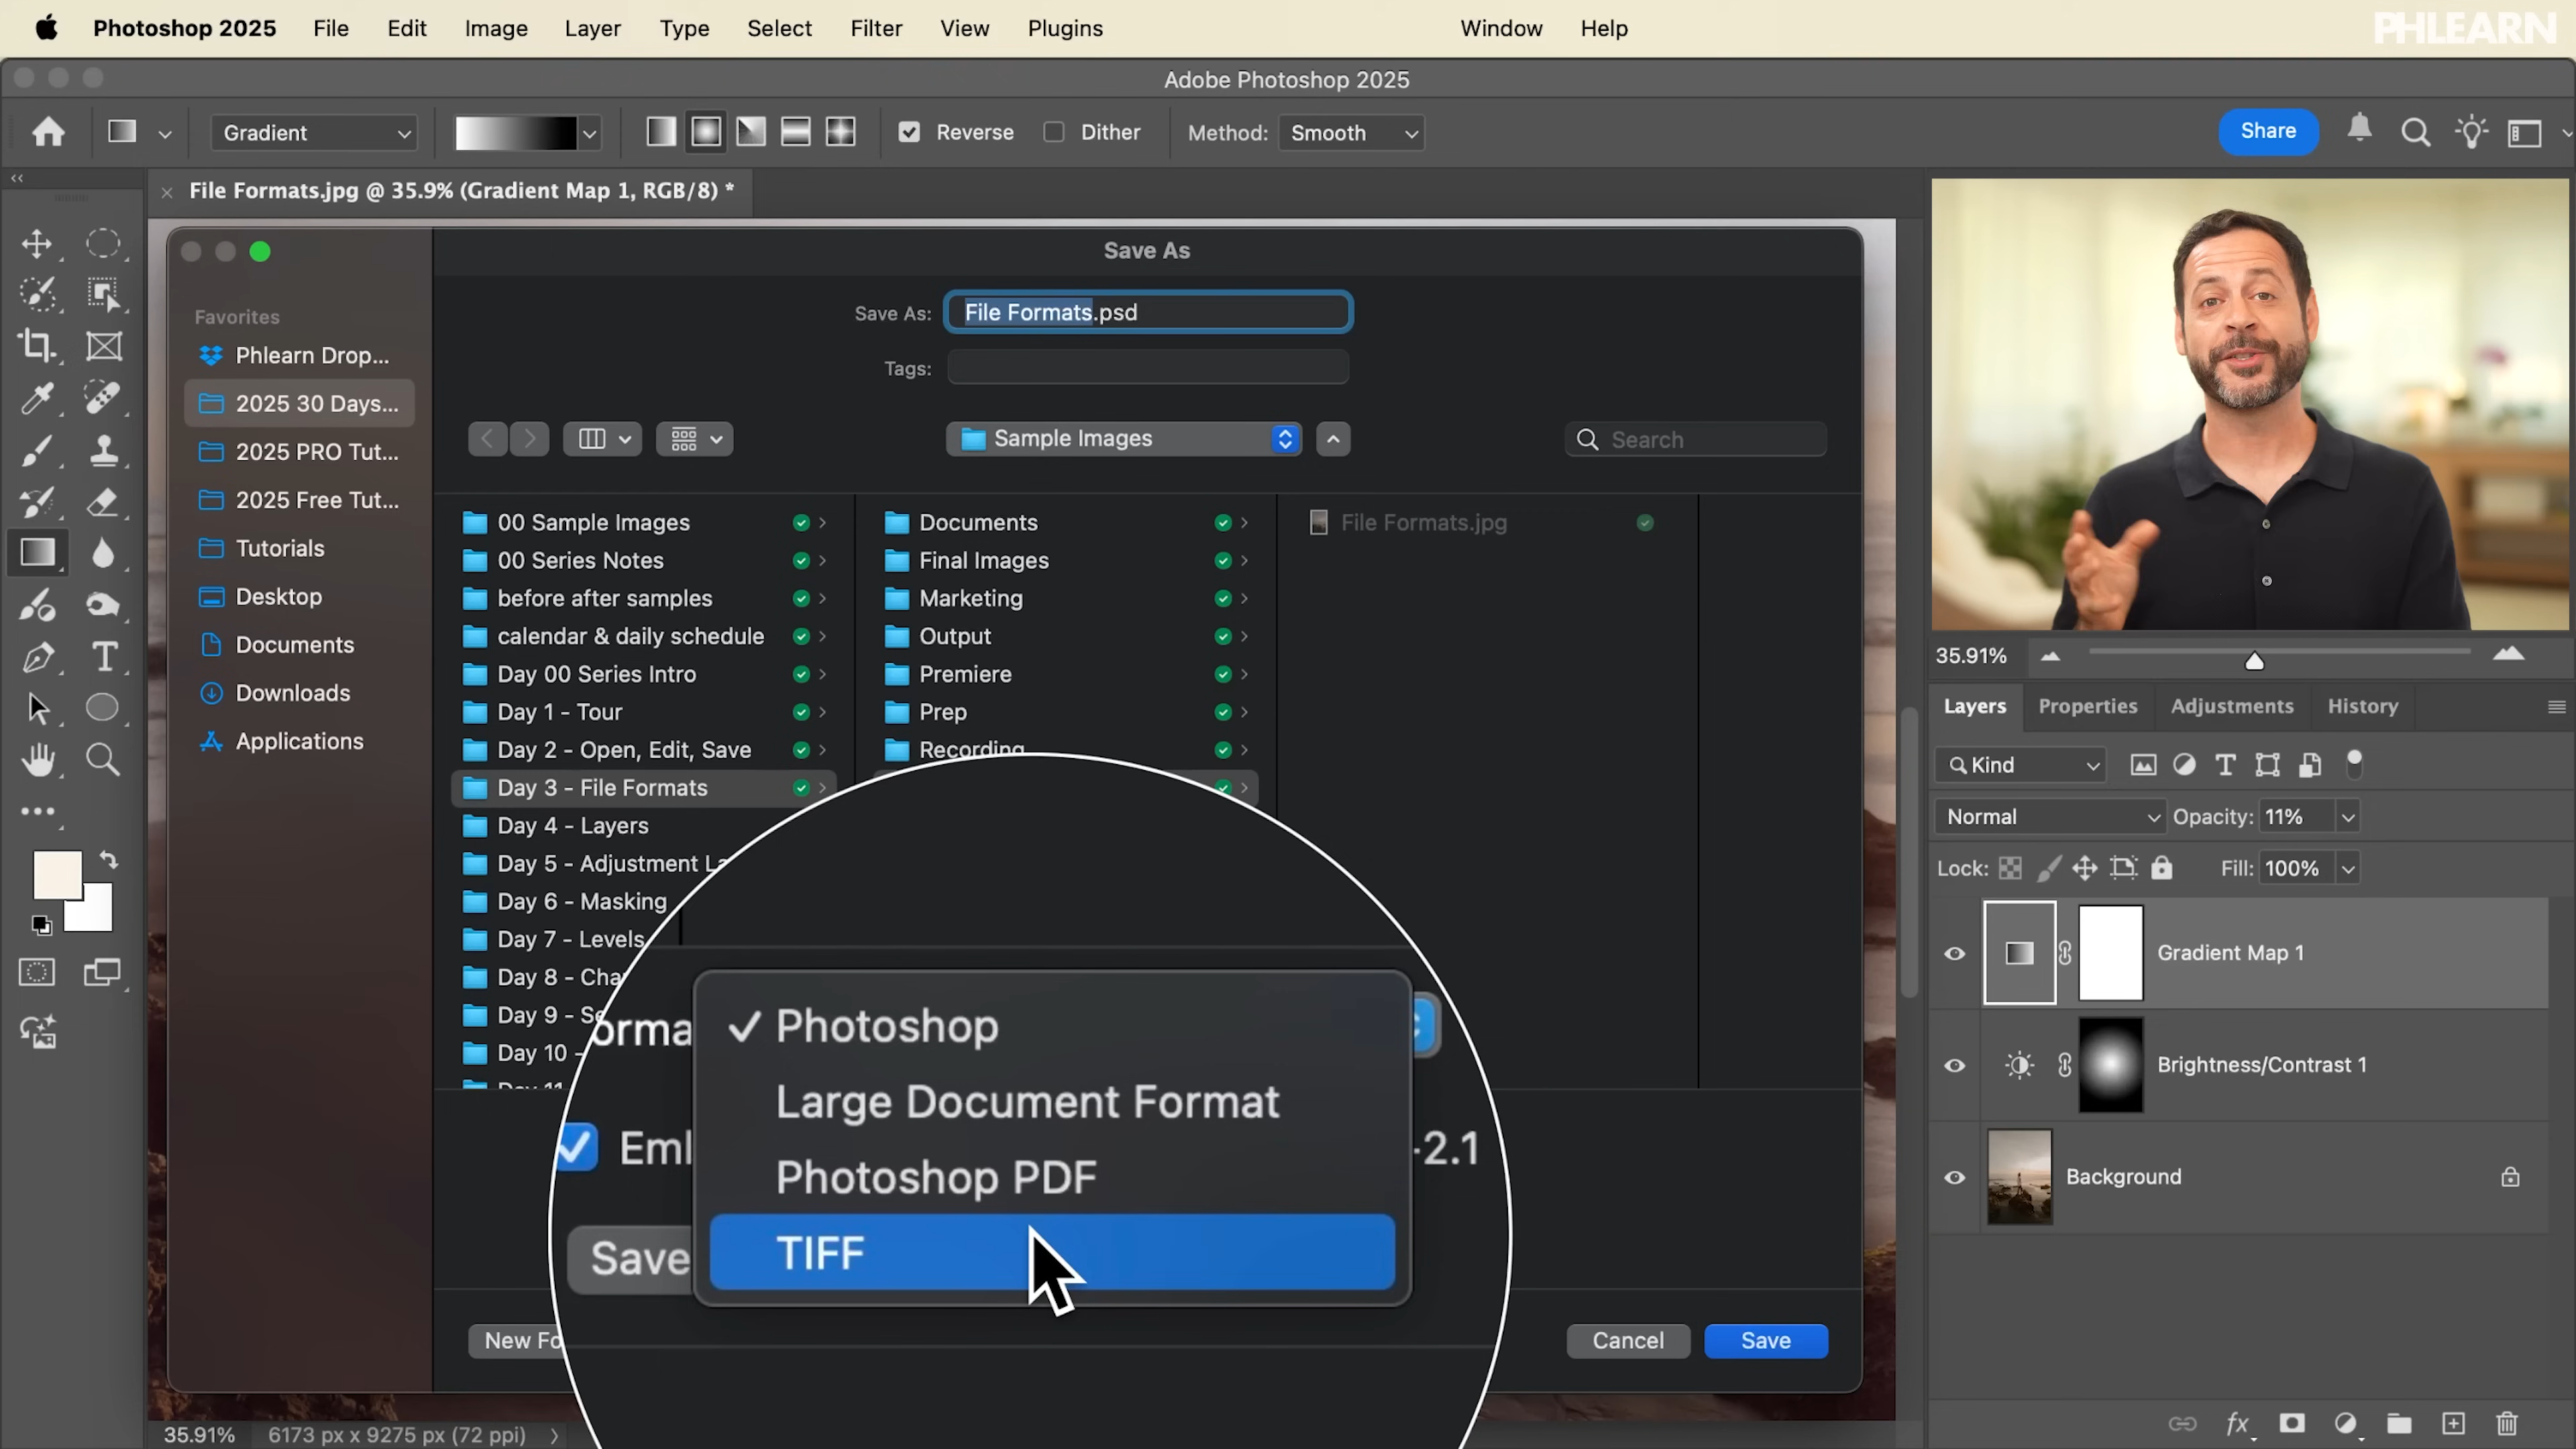 Photoshop 2025 File Edit Image Layer Type Select Filter View Plugins Window Help
PHLEARN
Adobe Photoshop 2025
Gradient Reverse Dither Method: Smooth Share
File Formats.jpg @ 35.9% (Gradient Map 1, RGB/8) *
Save As
Save As: File Formats.psd
Tags:
Sample Images
Search
Favorites
Phlearn Drop...
2025 30 Days...
2025 PRO Tut...
2025 Free Tut...
Tutorials
Desktop
Documents
Downloads
Applications
00 Sample Images
00 Series Notes
before after samples
calendar & daily schedule
Day 00 Series Intro
Day 1 - Tour
Day 2 - Open, Edit, Save
Day 3 - File Formats
Day 4 - Layers
Day 5 - Adjustment La
Day 6 - Masking
Day 7 - Levels
Day 8 - Cha
Day 9 - Se
Day 10 -
Documents
Final Images
Marketing
Output
Premiere
Prep
Recording
File Formats.jpg
orma
Photoshop
Large Document Format
Photoshop PDF
TIFF
Eml
-2.1
Save
New Fo
Cancel
Save
35.91% 6173 px x 9275 px (72 ppi)
35.91%
Layers Properties Adjustments History
Kind
Normal Opacity: 11%
Lock: Fill: 100%
Gradient Map 1
Brightness/Contrast 1
Background
fx